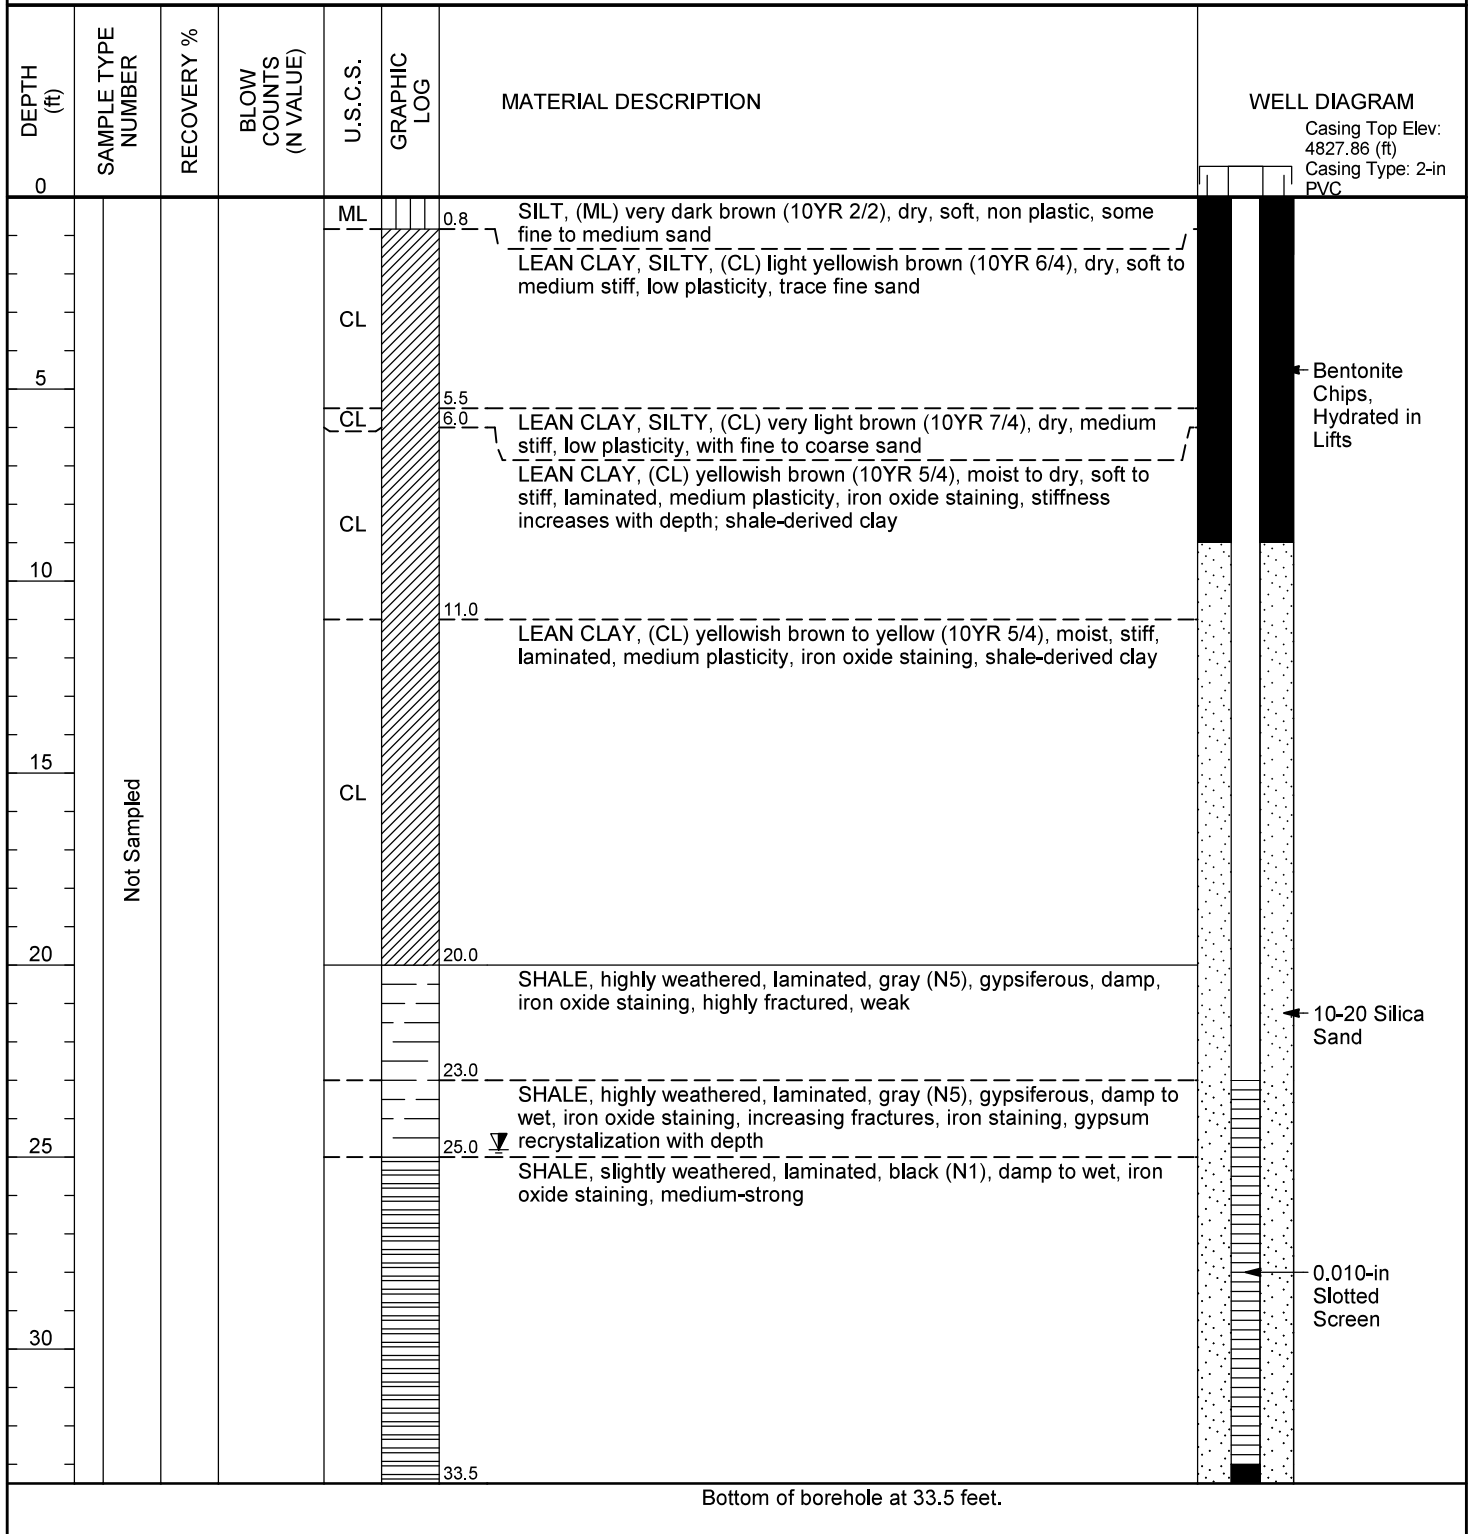 DEPTH
(ft)
SAMPLE TYPE
NUMBER
RECOVERY %
BLOW
COUNTS
(N VALUE)
U.S.C.S.
GRAPHIC
LOG
MATERIAL DESCRIPTION
WELL DIAGRAM
Casing Top Elev:
4827.86 (ft)
Casing Type: 2-in
PVC
0
ML
0.8
SILT, (ML) very dark brown (10YR 2/2), dry, soft, non plastic, some
fine to medium sand
LEAN CLAY, SILTY, (CL) light yellowish brown (10YR 6/4), dry, soft to
medium stiff, low plasticity, trace fine sand
CL
5
Bentonite
Chips,
Hydrated in
Lifts
5.5
CL
6.0
LEAN CLAY, SILTY, (CL) very light brown (10YR 7/4), dry, medium
stiff, low plasticity, with fine to coarse sand
LEAN CLAY, (CL) yellowish brown (10YR 5/4), moist to dry, soft to
stiff, laminated, medium plasticity, iron oxide staining, stiffness
increases with depth; shale-derived clay
CL
10
11.0
LEAN CLAY, (CL) yellowish brown to yellow (10YR 5/4), moist, stiff,
laminated, medium plasticity, iron oxide staining, shale-derived clay
15
CL
Not Sampled
20
20.0
SHALE, highly weathered, laminated, gray (N5), gypsiferous, damp,
iron oxide staining, highly fractured, weak
10-20 Silica
Sand
23.0
SHALE, highly weathered, laminated, gray (N5), gypsiferous, damp to
wet, iron oxide staining, increasing fractures, iron staining, gypsum
recrystalization with depth
25
25.0
SHALE, slightly weathered, laminated, black (N1), damp to wet, iron
oxide staining, medium-strong
0.010-in
Slotted
Screen
30
33.5
Bottom of borehole at 33.5 feet.